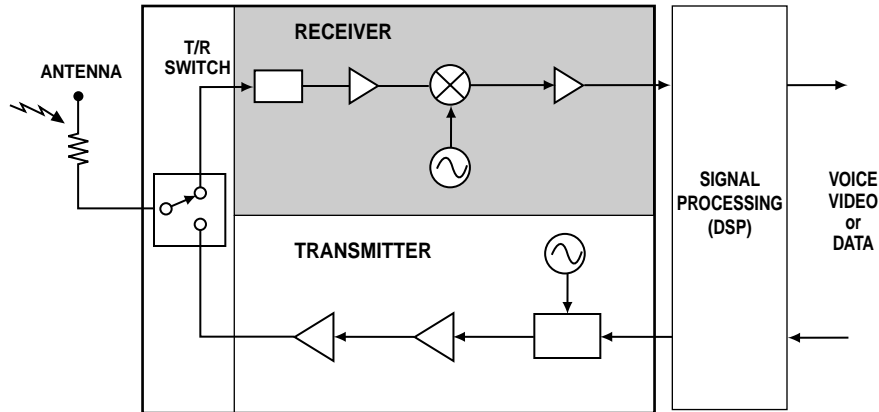 RECEIVER
T/R
SWITCH
ANTENNA
SIGNAL
PROCESSING
(DSP)
VOICE
VIDEO
or
DATA
TRANSMITTER